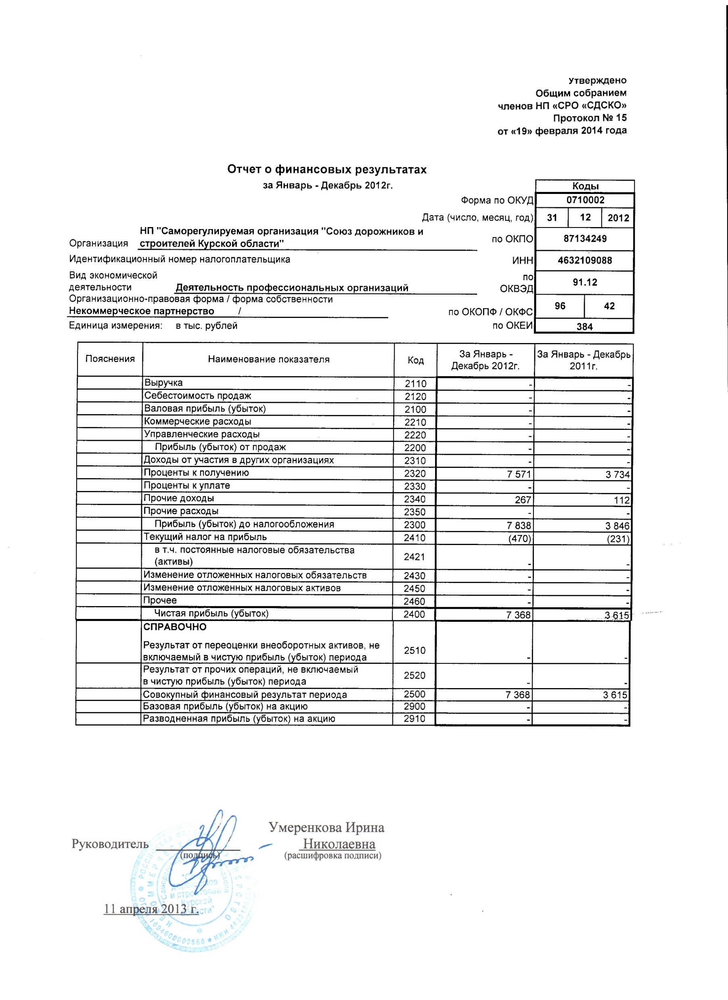 Утверждено
Общим собранием
членов НП «СРО «СДСКО»
Протокол № 15
от «19» февраля 2014 года
Отчет о финансовых результатах
за Январь - Декабрь 2012г.
Коды
Форма по ОКУД 0710002
Дата (число, месяц, год) 31 12 2012
НП "Саморегулируемая организация "Союз дорожников и
Организация строителей Курской области" по ОКПО 87134249
Идентификационный номер налогоплательщика ИНН 4632109088
Вид экономической по
деятельности Деятельность профессиональных организаций ОКВЭД 91.12
Организационно-правовая форма / форма собственности
Некоммерческое партнерство / по ОКОПФ / ОКФС 96 42
Единица измерения: в тыс. рублей по ОКЕИ 384
Пояснения Наименование показателя Код За Январь - Декабрь 2012г. За Январь - Декабрь 2011г.
Выручка 2110 - -
Себестоимость продаж 2120 - -
Валовая прибыль (убыток) 2100 - -
Коммерческие расходы 2210 - -
Управленческие расходы 2220 - -
Прибыль (убыток) от продаж 2200 - -
Доходы от участия в других организациях 2310 - -
Проценты к получению 2320 7 571 3 734
Проценты к уплате 2330 - -
Прочие доходы 2340 267 112
Прочие расходы 2350 - -
Прибыль (убыток) до налогообложения 2300 7 838 3 846
Текущий налог на прибыль 2410 (470) (231)
в т.ч. постоянные налоговые обязательства
(активы) 2421 - -
Изменение отложенных налоговых обязательств 2430 - -
Изменение отложенных налоговых активов 2450 - -
Прочее 2460 - -
Чистая прибыль (убыток) 2400 7 368 3 615
СПРАВОЧНО
Результат от переоценки внеоборотных активов, не
включаемый в чистую прибыль (убыток) периода 2510 - -
Результат от прочих операций, не включаемый
в чистую прибыль (убыток) периода 2520 - -
Совокупный финансовый результат периода 2500 7 368 3 615
Базовая прибыль (убыток) на акцию 2900 - -
Разводненная прибыль (убыток) на акцию 2910 - -
Умеренкова Ирина
Руководитель Николаевна
(подпись) (расшифровка подписи)
и строителей
Курской
области"
11 апреля 2013 г.